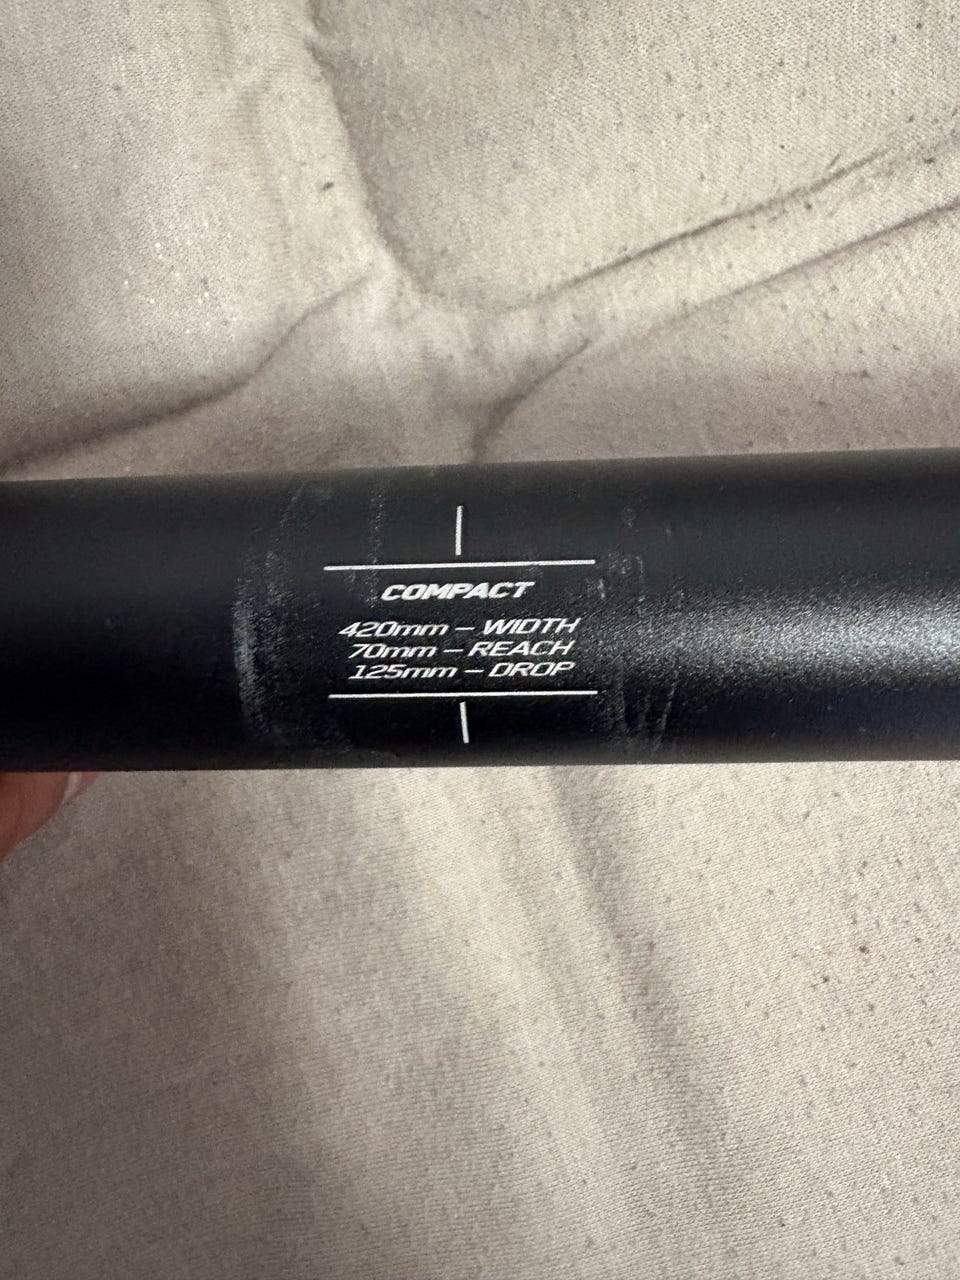 COMPACT
420mm – WIDTH
70mm – REACH
125mm – DROP